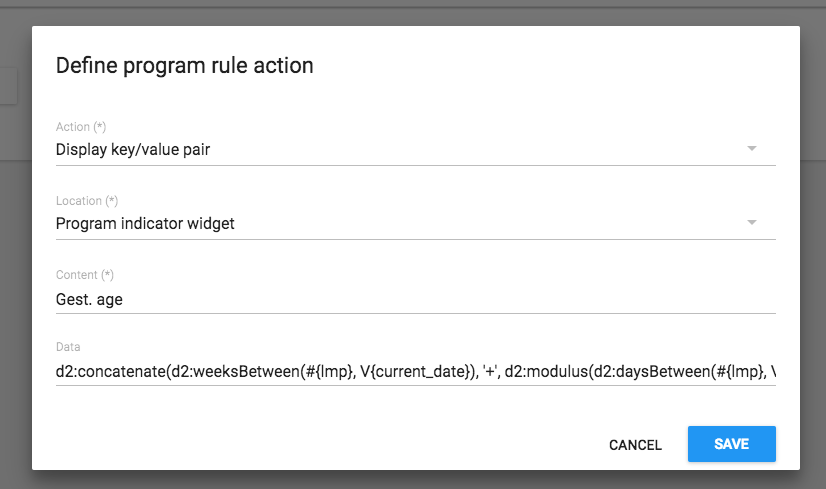 Define program rule action
Action (*)
Display key/value pair
Location (*)
Program indicator widget
Content (*)
Gest. age
Data
d2:concatenate(d2:weeksBetween(#{lmp}, V{current_date}), '+', d2:modulus(d2:daysBetween(#{lmp}, V
CANCEL
SAVE